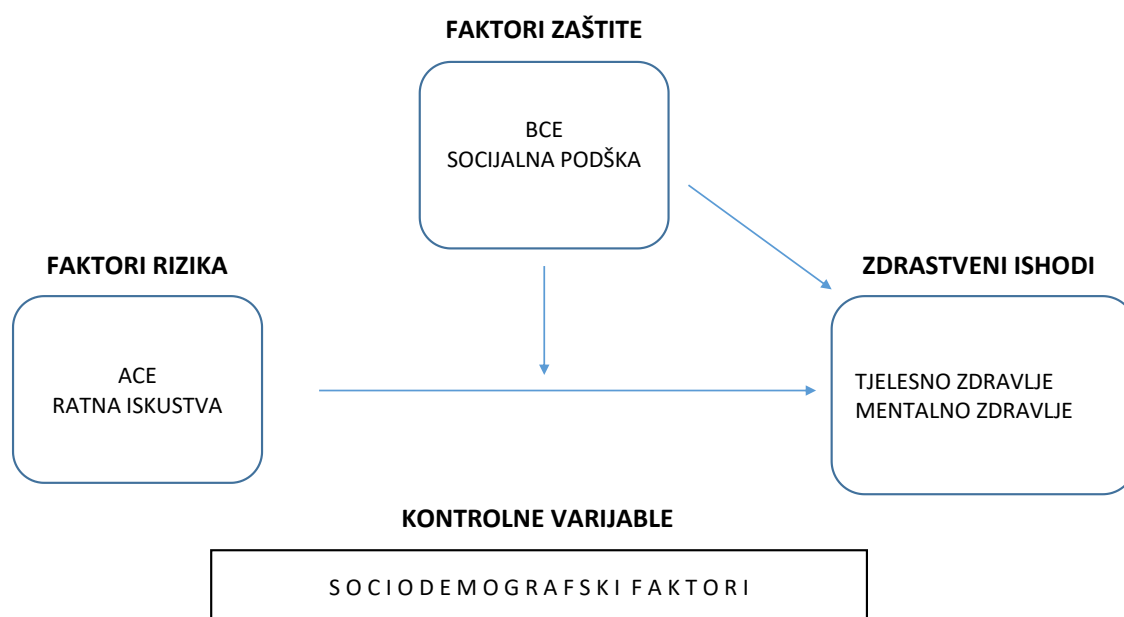 FAKTORI ZAŠTITE
BCE
SOCIJALNA PODŠKA
FAKTORI RIZIKA
ACE
RATNA ISKUSTVA
ZDRASTVENI ISHODI
TJELESNO ZDRAVLJE
MENTALNO ZDRAVLJE
KONTROLNE VARIJABLE
S O C I O D E M O G R A F S K I F A K T O R I